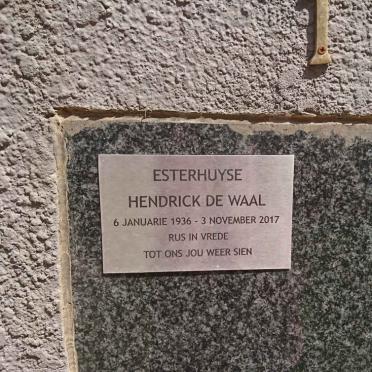 ESTERHUYSE
HENDRICK DE WAAL
6 JANUARIE 1936 - 3 NOVEMBER 2017
RUS IN VREDE
TOT ONS JOU WEER SIEN